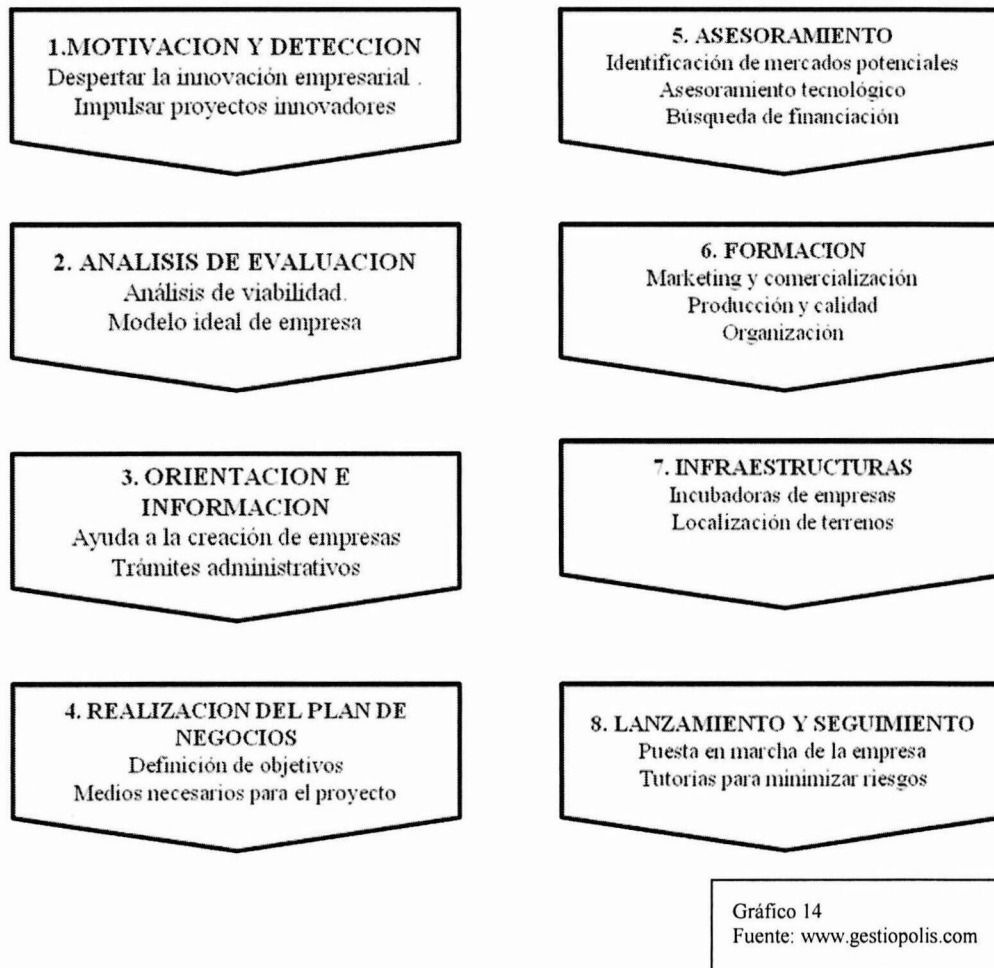 1.MOTIVACION Y DETECCION
Despertar la innovación empresarial .
Impulsar proyectos innovadores
2. ANALISIS DE EVALUACION
Análisis de viabilidad.
Modelo ideal de empresa
3. ORIENTACION E
INFORMACION
Ayuda a la creación de empresas
Trámites administrativos
4. REALIZACION DEL PLAN DE
NEGOCIOS
Definición de objetivos
Medios necesarios para el proyecto
5. ASESORAMIENTO
Identificación de mercados potenciales
Asesoramiento tecnológico
Búsqueda de financiación
6. FORMACION
Marketing y comercialización
Producción y calidad
Organización
7. INFRAESTRUCTURAS
Incubadoras de empresas
Localización de terrenos
8. LANZAMIENTO Y SEGUIMIENTO
Puesta en marcha de la empresa
Tutorias para minimizar riesgos
Gráfico 14
Fuente: www.gestiopolis.com